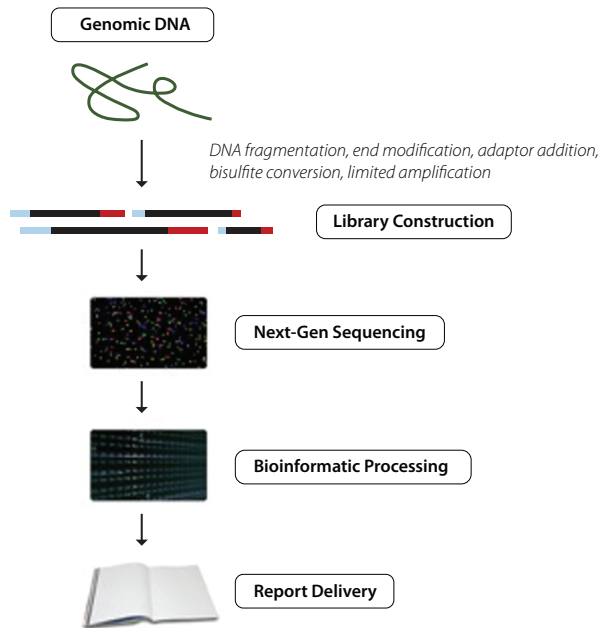 Genomic DNA
DNA fragmentation, end modification, adaptor addition,
bisulfite conversion, limited amplification
Library Construction
Next-Gen Sequencing
Bioinformatic Processing
Report Delivery